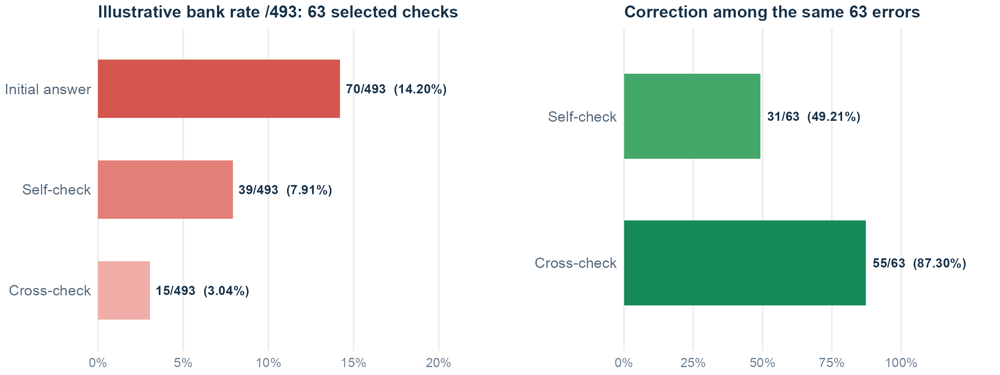 Illustrative bank rate /493: 63 selected checks
Initial answer
70/493 (14.20%)
Self-check
39/493 (7.91%)
Cross-check
15/493 (3.04%)
0%
5%
10%
15%
20%
Correction among the same 63 errors
Self-check
31/63 (49.21%)
Cross-check
55/63 (87.30%)
0%
25%
50%
75%
100%